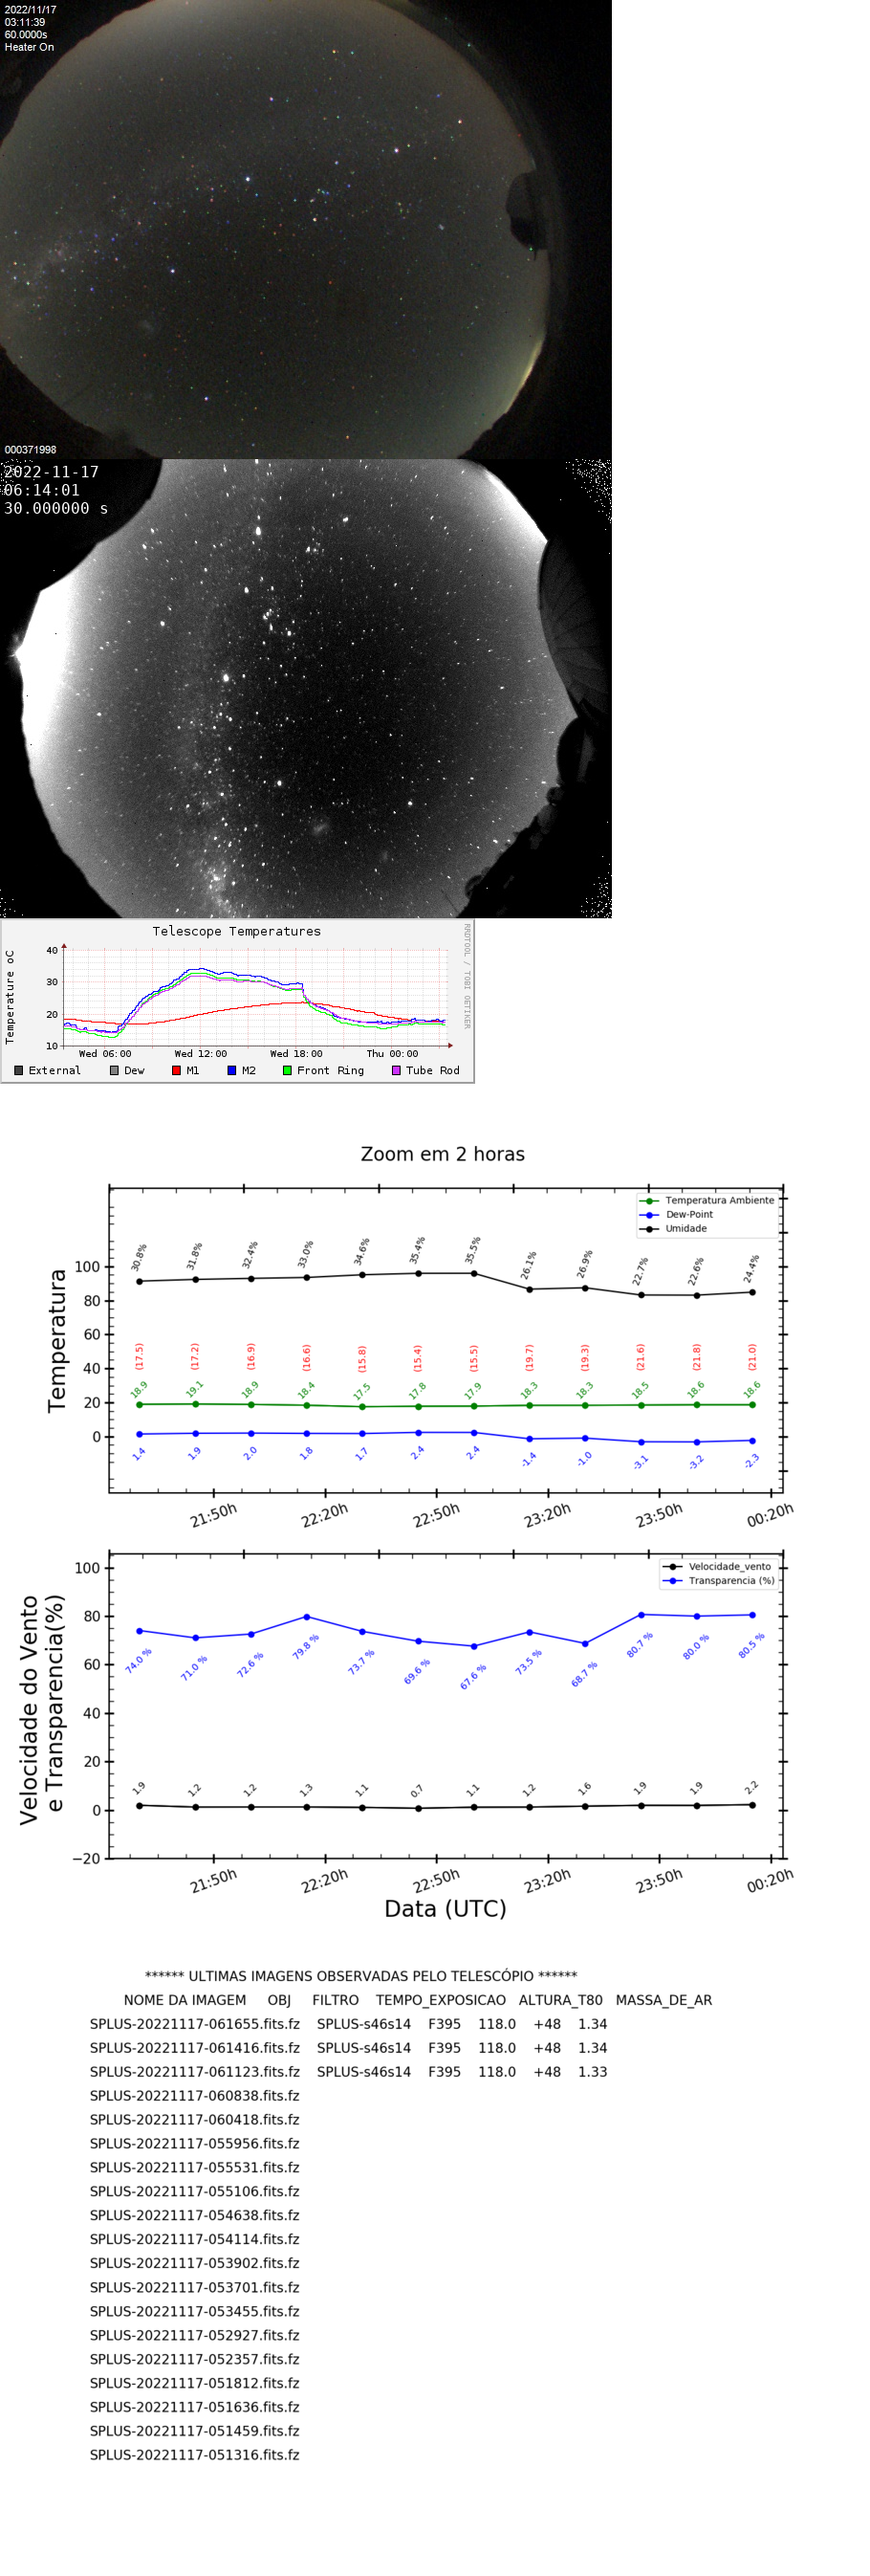 2022/11/17
03:11:39
60.0000s
Heater On
000371998
2022-11-17
06:14:01
30.000000 s
Telescope Temperatures
RRDTOOL / TOBI OETIKER
Temperature oC
40
30
20
10
Wed 06:00 Wed 12:00 Wed 18:00 Thu 00:00
External Dew M1 M2 Front Ring Tube Rod
Zoom em 2 horas
Temperatura Ambiente
Dew-Point
Umidade
Temperatura
100
80
60
40
20
0
30.8% 31.8% 32.4% 33.0% 34.6% 35.4% 35.5% 26.1% 26.9% 22.7% 22.6% 24.4%
(17.5) (17.2) (16.9) (16.6) (15.8) (15.4) (15.5) (19.7) (19.3) (21.6) (21.8) (21.0)
18.9 19.1 18.9 18.4 17.5 17.8 17.9 18.3 18.3 18.5 18.6 18.6
1.4 1.9 2.0 1.8 1.7 2.4 2.4 -1.4 -1.0 -3.1 -3.2 -2.3
21:50h 22:20h 22:50h 23:20h 23:50h 00:20h
Velocidade_vento
Transparencia (%)
Velocidade do Vento
e Transparencia(%)
100
80
60
40
20
0
−20
74.0 % 71.0 % 72.6 % 79.8 % 73.7 % 69.6 % 67.6 % 73.5 % 68.7 % 80.7 % 80.0 % 80.5 %
1.9 1.2 1.2 1.3 1.1 0.7 1.1 1.2 1.6 1.9 1.9 2.2
21:50h 22:20h 22:50h 23:20h 23:50h 00:20h
Data (UTC)
****** ULTIMAS IMAGENS OBSERVADAS PELO TELESCÓPIO ******
NOME DA IMAGEM OBJ FILTRO TEMPO_EXPOSICAO ALTURA_T80 MASSA_DE_AR
SPLUS-20221117-061655.fits.fz SPLUS-s46s14 F395 118.0 +48 1.34
SPLUS-20221117-061416.fits.fz SPLUS-s46s14 F395 118.0 +48 1.34
SPLUS-20221117-061123.fits.fz SPLUS-s46s14 F395 118.0 +48 1.33
SPLUS-20221117-060838.fits.fz
SPLUS-20221117-060418.fits.fz
SPLUS-20221117-055956.fits.fz
SPLUS-20221117-055531.fits.fz
SPLUS-20221117-055106.fits.fz
SPLUS-20221117-054638.fits.fz
SPLUS-20221117-054114.fits.fz
SPLUS-20221117-053902.fits.fz
SPLUS-20221117-053701.fits.fz
SPLUS-20221117-053455.fits.fz
SPLUS-20221117-052927.fits.fz
SPLUS-20221117-052357.fits.fz
SPLUS-20221117-051812.fits.fz
SPLUS-20221117-051636.fits.fz
SPLUS-20221117-051459.fits.fz
SPLUS-20221117-051316.fits.fz